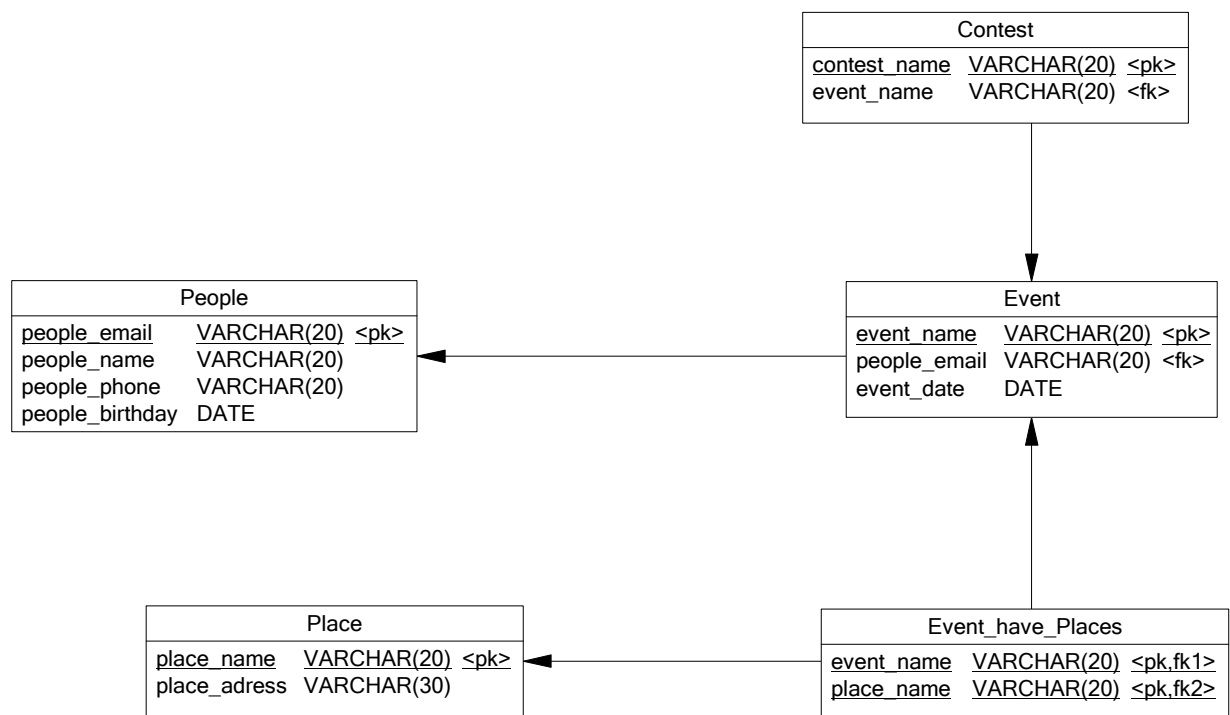 Contest
contest_name VARCHAR(20) <pk>
event_name VARCHAR(20) <fk>
People
people_email VARCHAR(20) <pk>
people_name VARCHAR(20)
people_phone VARCHAR(20)
people_birthday DATE
Event
event_name VARCHAR(20) <pk>
people_email VARCHAR(20) <fk>
event_date DATE
Place
place_name VARCHAR(20) <pk>
place_adress VARCHAR(30)
Event_have_Places
event_name VARCHAR(20) <pk,fk1>
place_name VARCHAR(20) <pk,fk2>